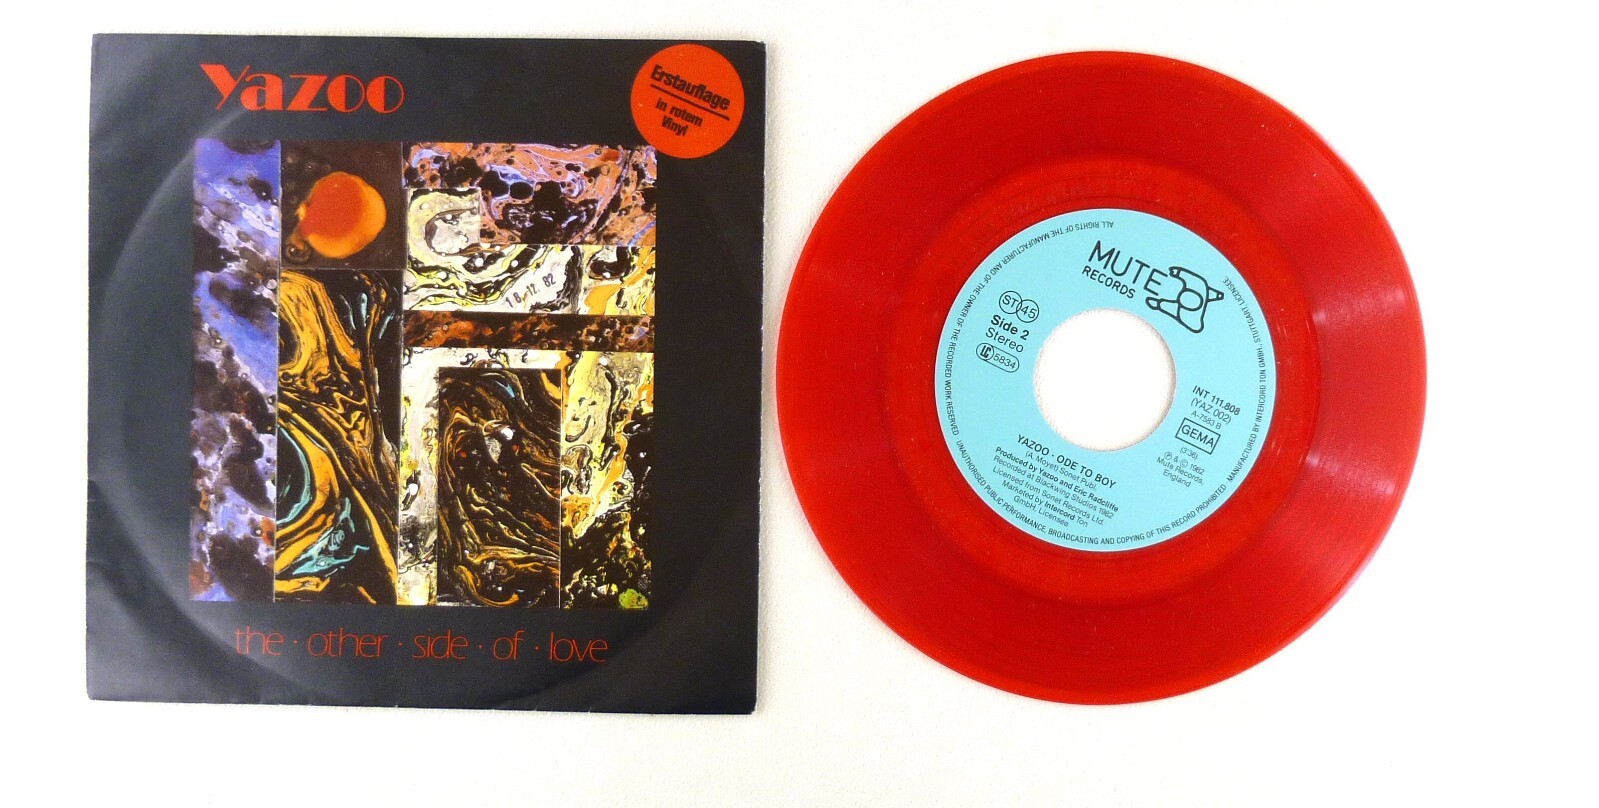 Yazoo
Erstauflage
in rotem
Vinyl
16.12.82
the · other · side · of · love
MUTE
RECORDS
ST 45
Side 2
Stereo
LC 5834
INT 111.808
(YAZ 002)
A-7583 B
GEMA
(3:36)
℗ & © 1982
Mute Records,
England
YAZOO · ODE TO BOY
(A. Moyet) Sonet Publ.
Produced by Yazoo and Eric Radcliffe
Recorded at Blackwing Studios 1982
Licensed from Sonet Records Ltd.
Marketed by Intercord Ton
GmbH, Licensee
ALL RIGHTS OF THE MANUFACTURER AND OF THE OWNER OF THE RECORDED WORK RESERVED UNAUTHORISED PUBLIC PERFORMANCE, BROADCASTING AND COPYING OF THIS RECORD PROHIBITED MANUFACTURED BY INTERCORD TON GMBH., STUTTGART, LICENSEE